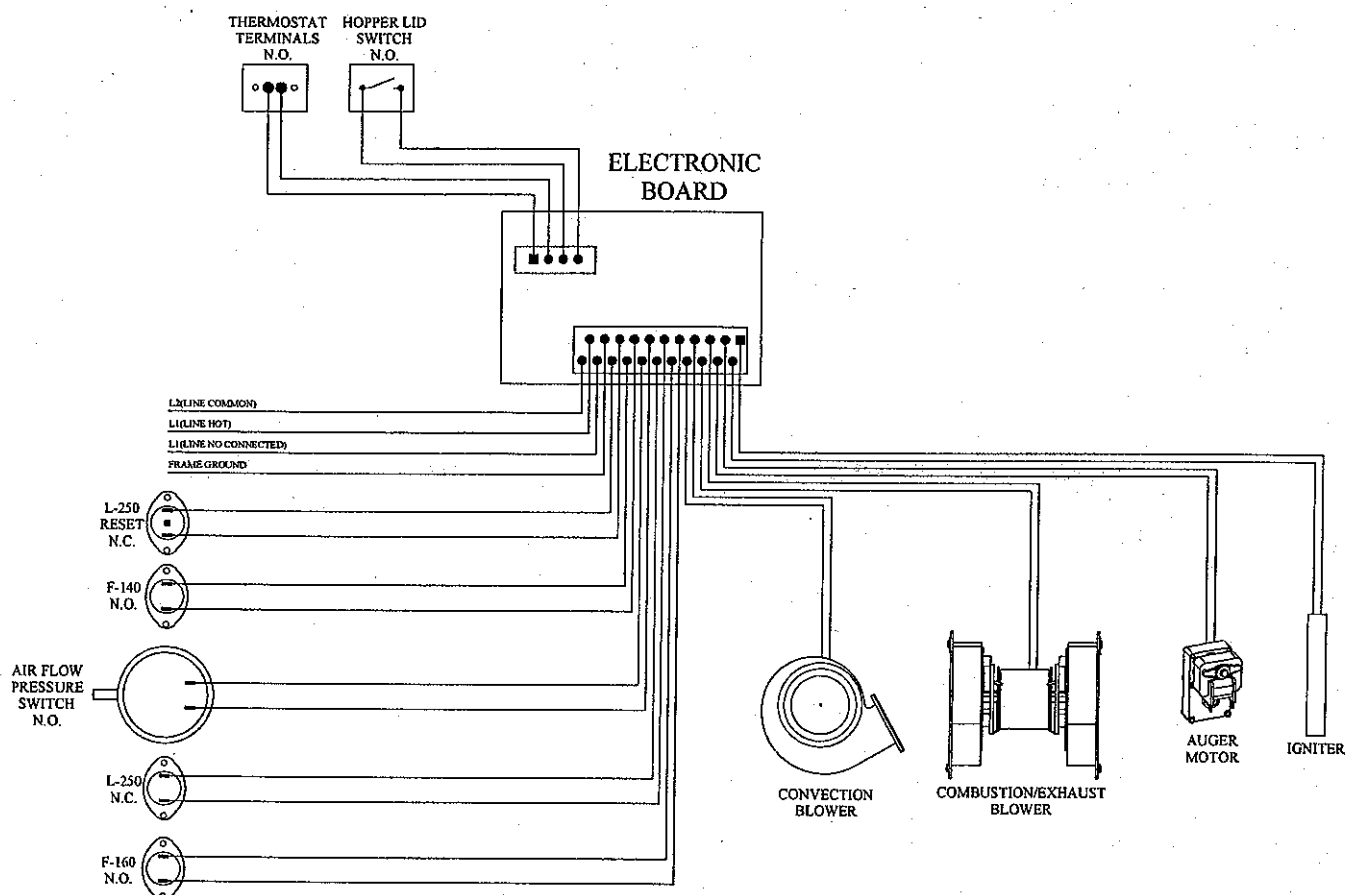 THERMOSTAT
TERMINALS
N.O.
HOPPER LID
SWITCH
N.O.
ELECTRONIC
BOARD
L2(LINE COMMON)
L1(LINE HOT)
L1(LINE NO CONNECTED)
FRAME GROUND
L-250
RESET
N.C.
F-140
N.O.
AIR FLOW
PRESSURE
SWITCH
N.O.
L-250
N.C.
F-160
N.O.
CONVECTION
BLOWER
COMBUSTION/EXHAUST
BLOWER
AUGER
MOTOR
IGNITER